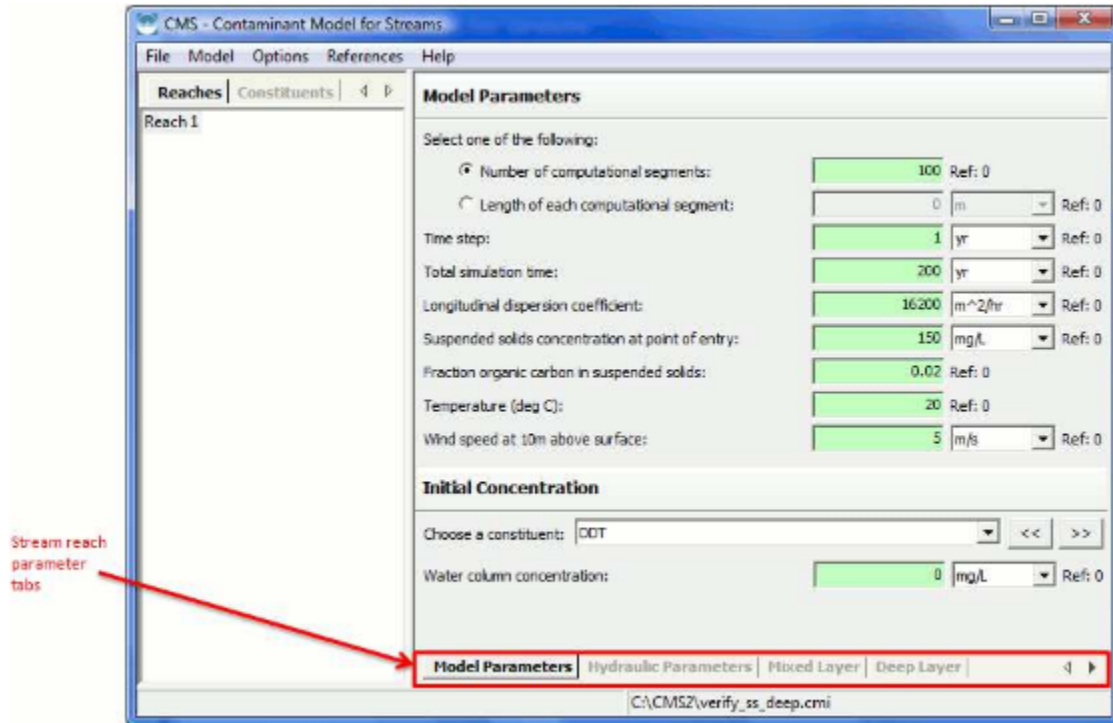 CMS - Contaminant Model for Streams
File Model Options References Help
Reaches Constituents
Reach 1
Model Parameters
Select one of the following:
Number of computational segments: 100 Ref: 0
Length of each computational segment: 0 m Ref: 0
Time step: 1 yr Ref: 0
Total simulation time: 200 yr Ref: 0
Longitudinal dispersion coefficient: 16200 m^2/hr Ref: 0
Suspended solids concentration at point of entry: 150 mg/L Ref: 0
Fraction organic carbon in suspended solids: 0.02 Ref: 0
Temperature (deg C): 20 Ref: 0
Wind speed at 10m above surface: 5 m/s Ref: 0
Initial Concentration
Choose a constituent: DDT << >>
Water column concentration: 0 mg/L Ref: 0
Stream reach
parameter
tabs
Model Parameters Hydraulic Parameters Mixed Layer Deep Layer
C:\CMS2\verify_ss_deep.cmi